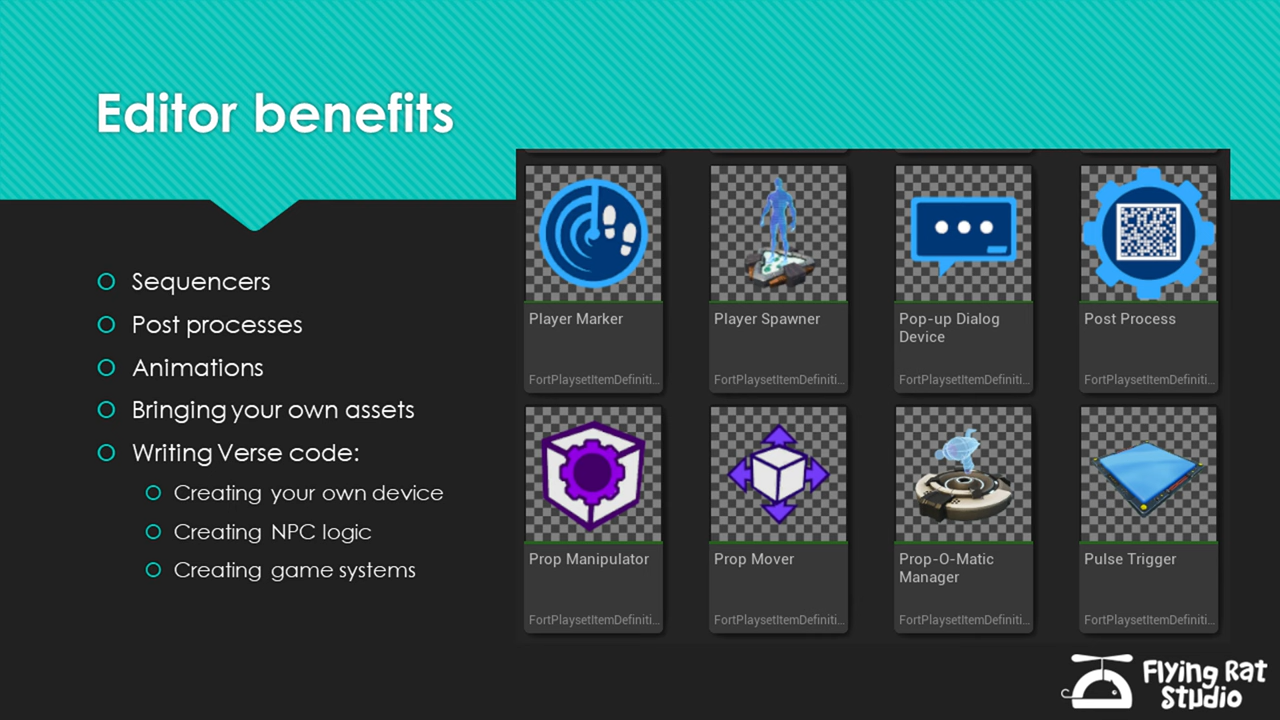 Editor benefits
Sequencers
Post processes
Animations
Bringing your own assets
Writing Verse code:
Creating your own device
Creating NPC logic
Creating game systems
Player Marker
FortPlaysetItemDefiniti...
Player Spawner
FortPlaysetItemDefiniti...
Pop-up Dialog
Device
FortPlaysetItemDefiniti...
Post Process
FortPlaysetItemDefiniti...
Prop Manipulator
FortPlaysetItemDefiniti...
Prop Mover
FortPlaysetItemDefiniti...
Prop-O-Matic
Manager
FortPlaysetItemDefiniti...
Pulse Trigger
FortPlaysetItemDefiniti...
Flying Rat
Studio